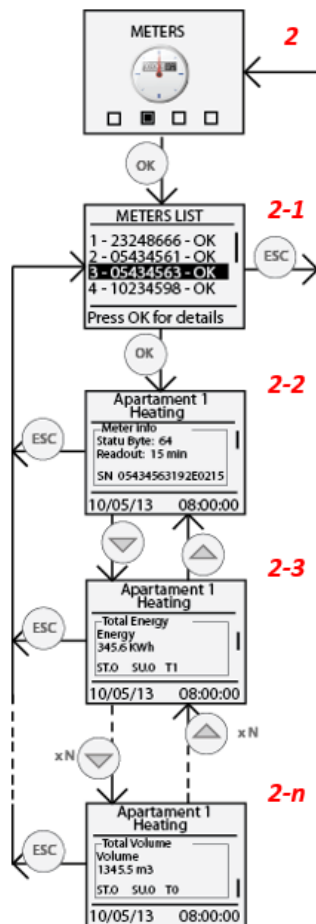 METERS
2
OK
METERS LIST
2-1
1 - 23248666 - OK
2 - 05434561 - OK
3 - 05434563 - OK
4 - 10234598 - OK
Press OK for details
ESC
OK
2-2
Apartament 1
Heating
Meter info
Statu Byte: 64
Readout: 15 min
SN 05434563192E0215
10/05/13 08:00:00
ESC
2-3
Apartament 1
Heating
Total Energy
Energy
345.6 KWh
ST.0 SU.0 T1
10/05/13 08:00:00
ESC
x N
x N
2-n
Apartament 1
Heating
Total Volume
Volume
1345.5 m3
ST.0 SU.0 T0
10/05/13 08:00:00
ESC